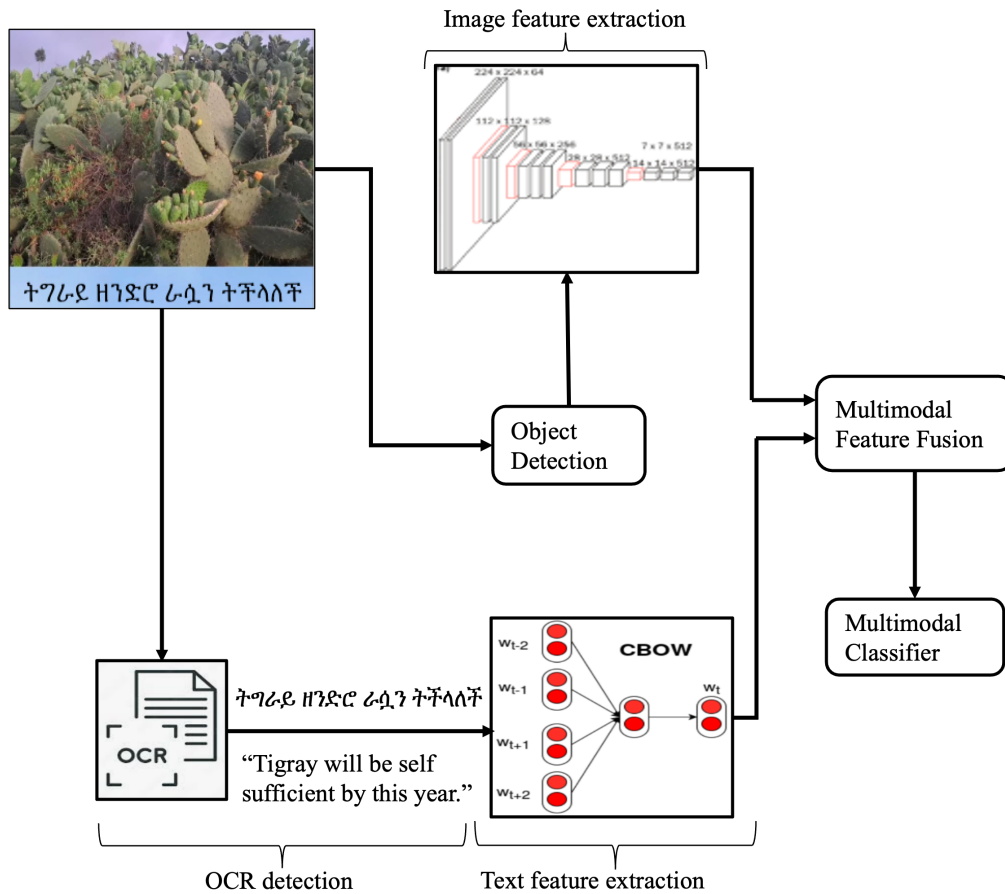 Image feature extraction
224 x 224 x 64
112 x 112 x 128
56 x 56 x 256
28 x 28 x 512
7 x 7 x 512
14 x 14 x 512
ትግራይ ዘንድሮ ራሷን ትችላለች
Object
Detection
Multimodal
Feature Fusion
Multimodal
Classifier
OCR
ትግራይ ዘንድሮ ራሷን ትችላለች
“Tigray will be self
sufficient by this year.”
CBOW
wt-2
wt-1
wt+1
wt+2
wt
OCR detection
Text feature extraction